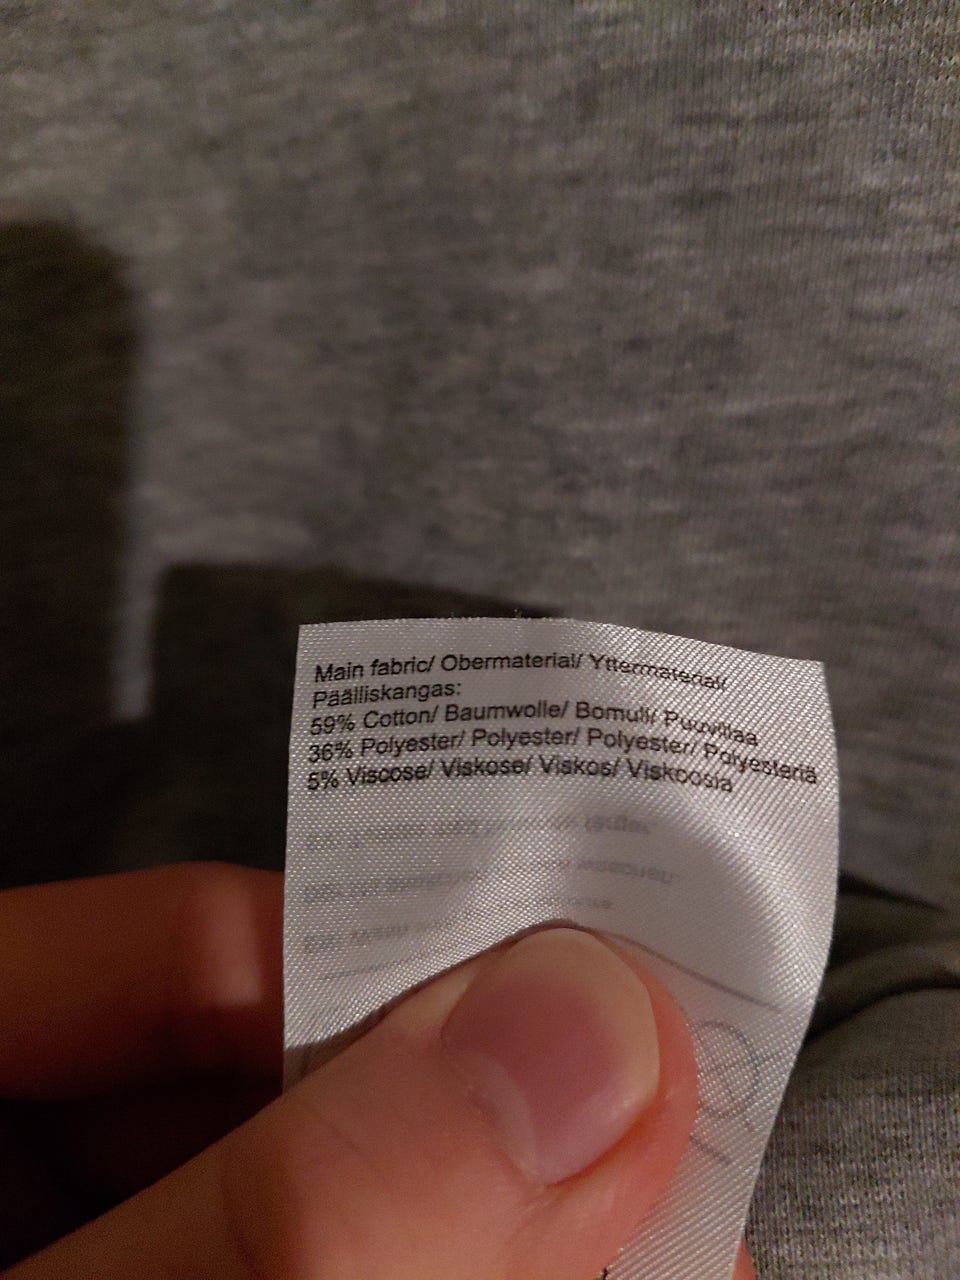 Main fabric/ Obermaterial/ Yttermaterial/
Päälliskangas:
59% Cotton/ Baumwolle/ Bomull/ Puuvillaa
36% Polyester/ Polyester/ Polyester/ Polyesteriä
5% Viscose/ Viskose/ Viskos/ Viskoosia